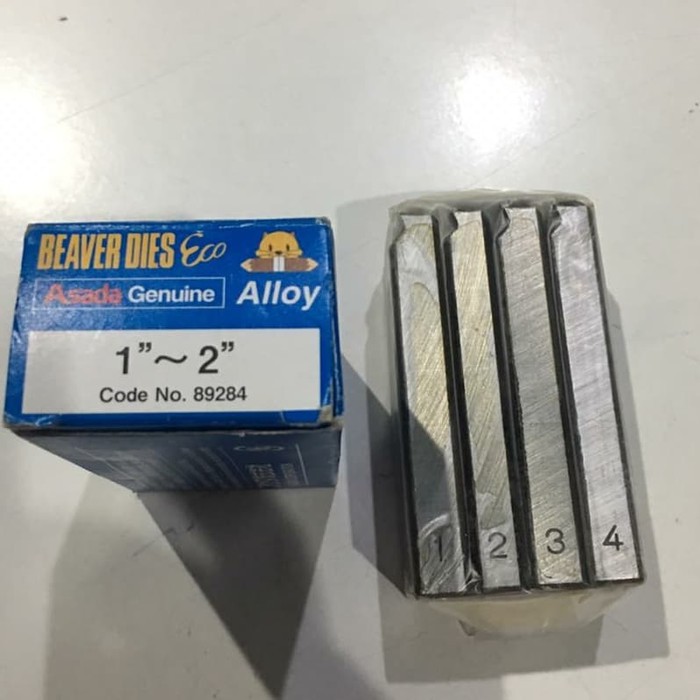 BEAVER DIES Eco
Asada Genuine Alloy
1”～2”
Code No. 89284
1 2 3 4